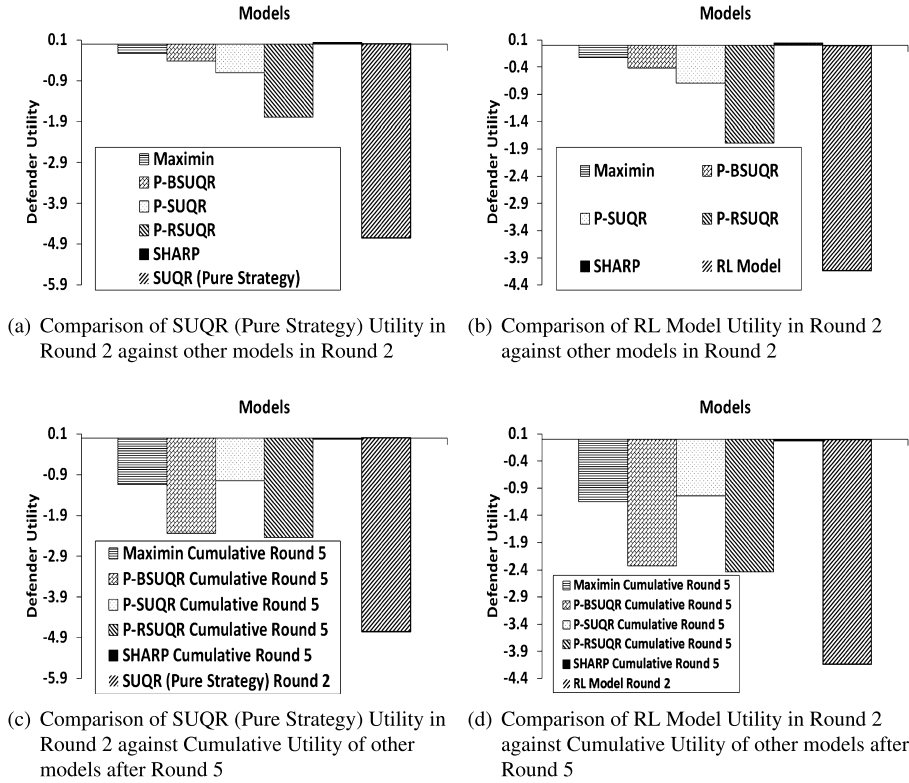 Models
0.1
-0.9
-1.9
-2.9
-3.9
-4.9
-5.9
Defender Utility
Maximin
P-BSUQR
P-SUQR
P-RSUQR
SHARP
SUQR (Pure Strategy)
(a) Comparison of SUQR (Pure Strategy) Utility in
Round 2 against other models in Round 2
Models
0.1
-0.4
-0.9
-1.4
-1.9
-2.4
-2.9
-3.4
-3.9
-4.4
Defender Utility
Maximin P-BSUQR
P-SUQR P-RSUQR
SHARP RL Model
(b) Comparison of RL Model Utility in Round 2
against other models in Round 2
Models
0.1
-0.9
-1.9
-2.9
-3.9
-4.9
-5.9
Defender Utility
Maximin Cumulative Round 5
P-BSUQR Cumulative Round 5
P-SUQR Cumulative Round 5
P-RSUQR Cumulative Round 5
SHARP Cumulative Round 5
SUQR (Pure Strategy) Round 2
(c) Comparison of SUQR (Pure Strategy) Utility in
Round 2 against Cumulative Utility of other
models after Round 5
Models
0.1
-0.4
-0.9
-1.4
-1.9
-2.4
-2.9
-3.4
-3.9
-4.4
Defender Utility
Maximin Cumulative Round 5
P-BSUQR Cumulative Round 5
P-SUQR Cumulative Round 5
P-RSUQR Cumulative Round 5
SHARP Cumulative Round 5
RL Model Round 2
(d) Comparison of RL Model Utility in Round 2
against Cumulative Utility of other models after
Round 5